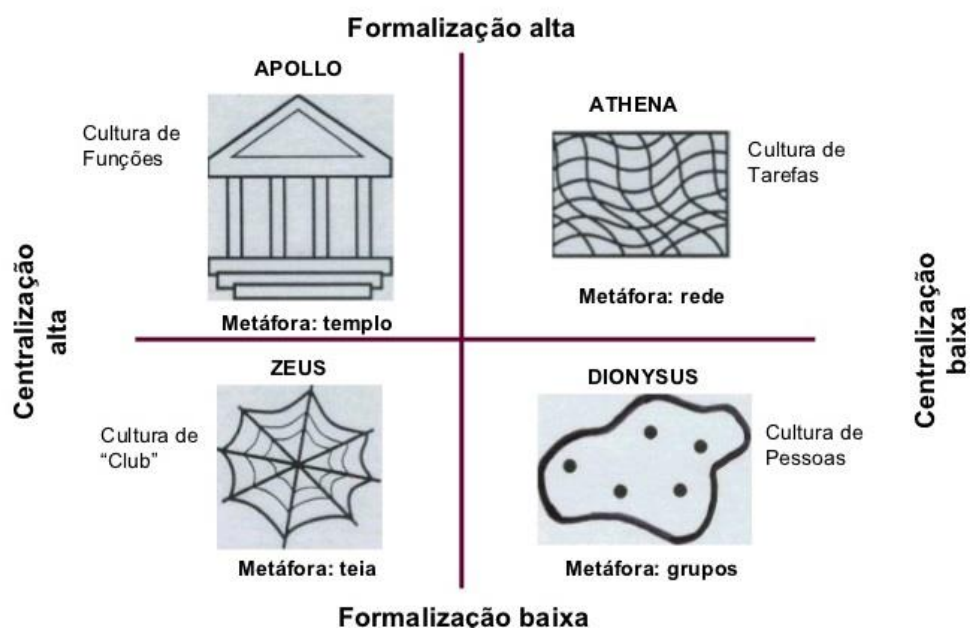 Formalização alta
APOLLO
Cultura de
Funções
Metáfora: templo
ATHENA
Cultura de
Tarefas
Metáfora: rede
Centralização
alta
Centralização
baixa
ZEUS
Cultura de
“Club”
Metáfora: teia
DIONYSUS
Cultura de
Pessoas
Metáfora: grupos
Formalização baixa